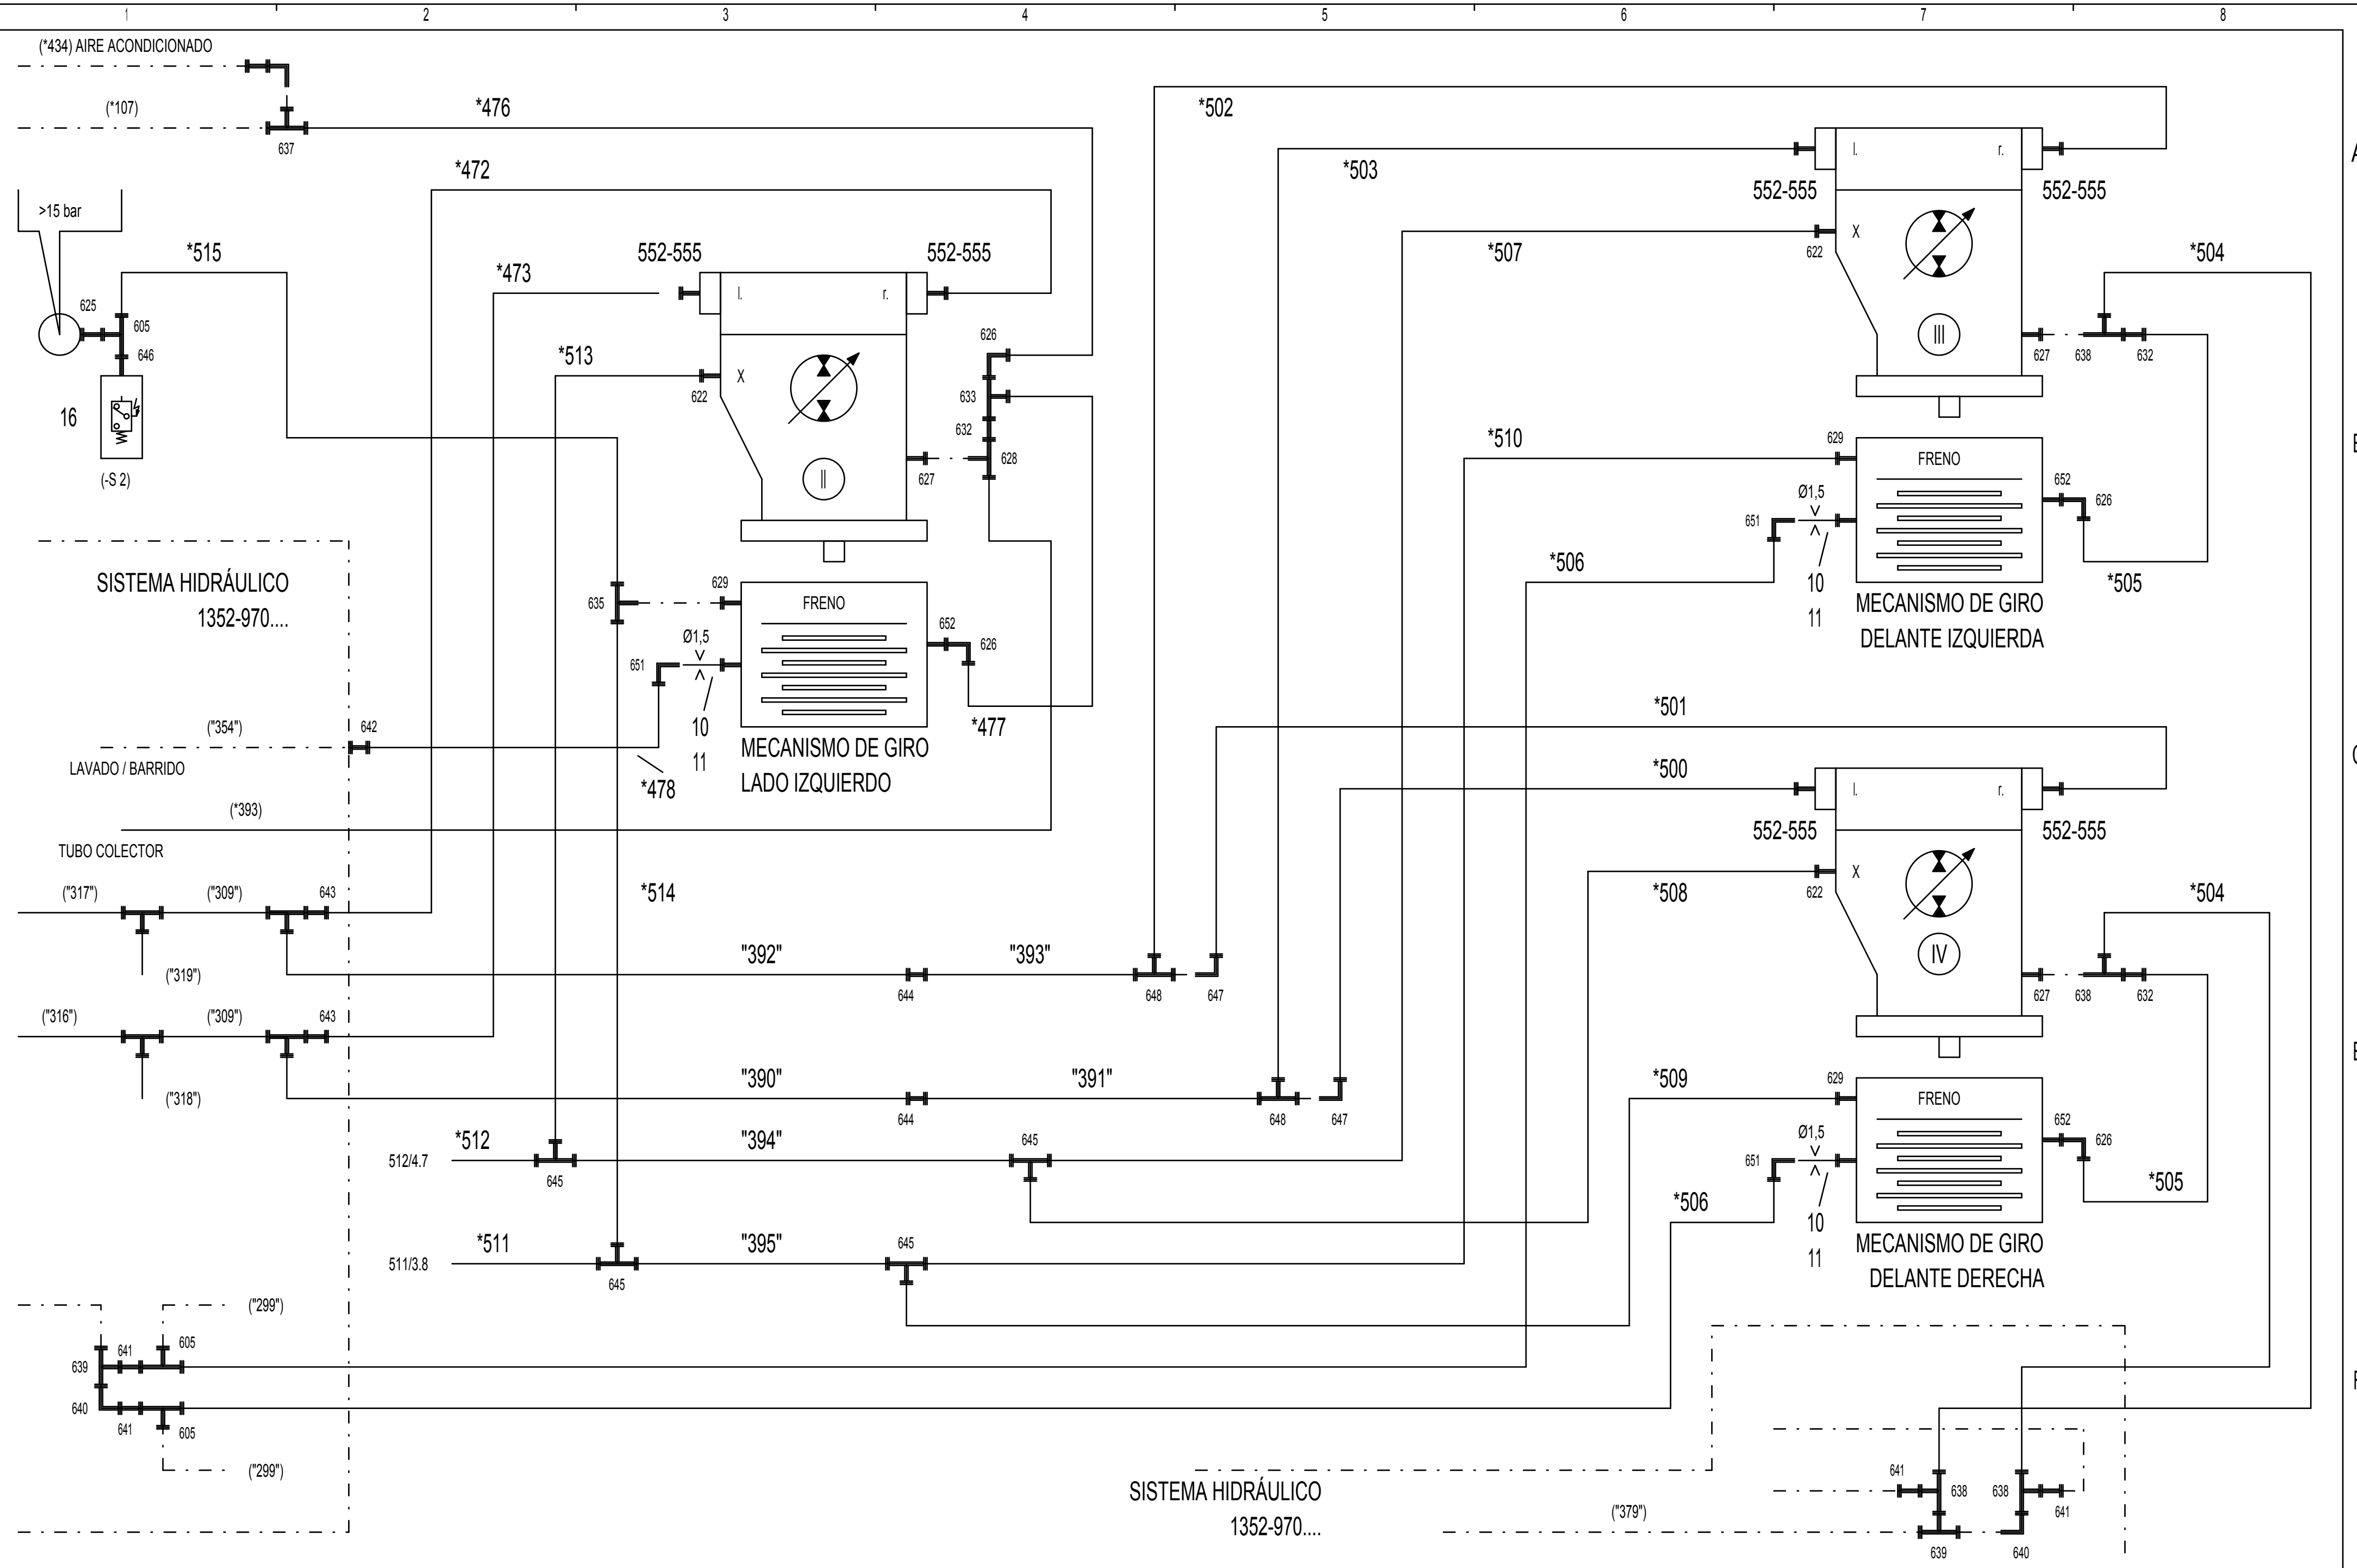 1 2 3 4 5 6 7 8
(*434) AIRE ACONDICIONADO
(*107)
*476
637
*502
*503
l. r.
552-555 552-555
X
622
*507
III
*504
627 638 632
*472
>15 bar
*515
625
605
646
16
(-S 2)
*473
552-555 552-555
l. r.
*513
X
622
II
626
633
632
628
627
*510
629
FRENO
Ø1,5
651
652
626
10
11
*506
*505
MECANISMO DE GIRO
DELANTE IZQUIERDA
SISTEMA HIDRÁULICO
1352-970....
635
629
FRENO
Ø1,5
651
652
626
10
11
*477
MECANISMO DE GIRO
LADO IZQUIERDO
("354")
642
LAVADO / BARRIDO
*478
(*393)
TUBO COLECTOR
*501
*500
l. r.
552-555 552-555
X
622
*508
IV
*504
627 638 632
("317") ("309") 643
*514
("319")
"392" "393"
644 648 647
("316") ("309") 643
("318")
"390" "391"
644 648 647
*512 "394" 645
512/4.7
645
*511 "395" 645
511/3.8
645
*509
629
FRENO
Ø1,5
651
652
626
10
11
*506
*505
MECANISMO DE GIRO
DELANTE DERECHA
("299")
639 641 605
640 641 605
("299")
SISTEMA HIDRÁULICO
1352-970....
("379")
641
638 638
641
639 640